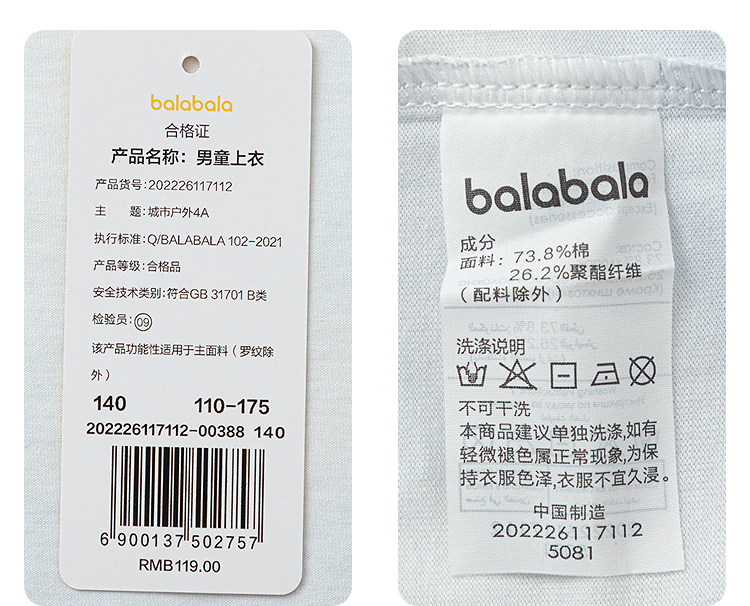 balabala
合格证
产品名称：男童上衣
产品货号:202226117112
主 题:城市户外4A
执行标准:Q/BALABALA 102-2021
产品等级:合格品
安全技术类别:符合GB 31701 B类
检验员:09
该产品功能性适用于主面料（罗纹除
外）
140 110-175
202226117112-00388 140
6 900137 502757
RMB119.00
balabala
成分
面料: 73.8%棉
26.2%聚酯纤维
（配料除外）
洗涤说明
不可干洗
本商品建议单独洗涤,如有
轻微褪色属正常现象,为保
持衣服色泽,衣服不宜久浸。
中国制造
202226117112
5081